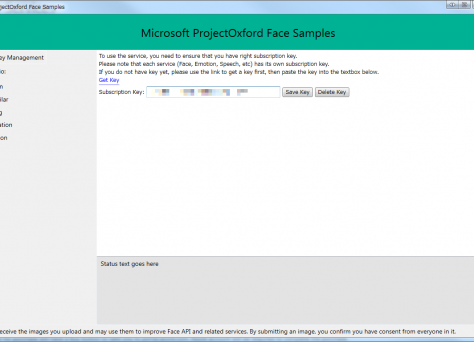 ojectOxford Face Samples
Microsoft ProjectOxford Face Samples
ey Management
io:
m
ilar
g
ation
on
To use the service, you need to ensure that you have right subscription key.
Please note that each service (Face, Emotion, Speech, etc) has its own subscription key.
If you do not have key yet, please use the link to get a key first, then paste the key into the textbox below.
Get Key
Subscription Key: Save Key Delete Key
Status text goes here
eceive the images you upload and may use them to improve Face API and related services. By submitting an image, you confirm you have consent from everyone in it.